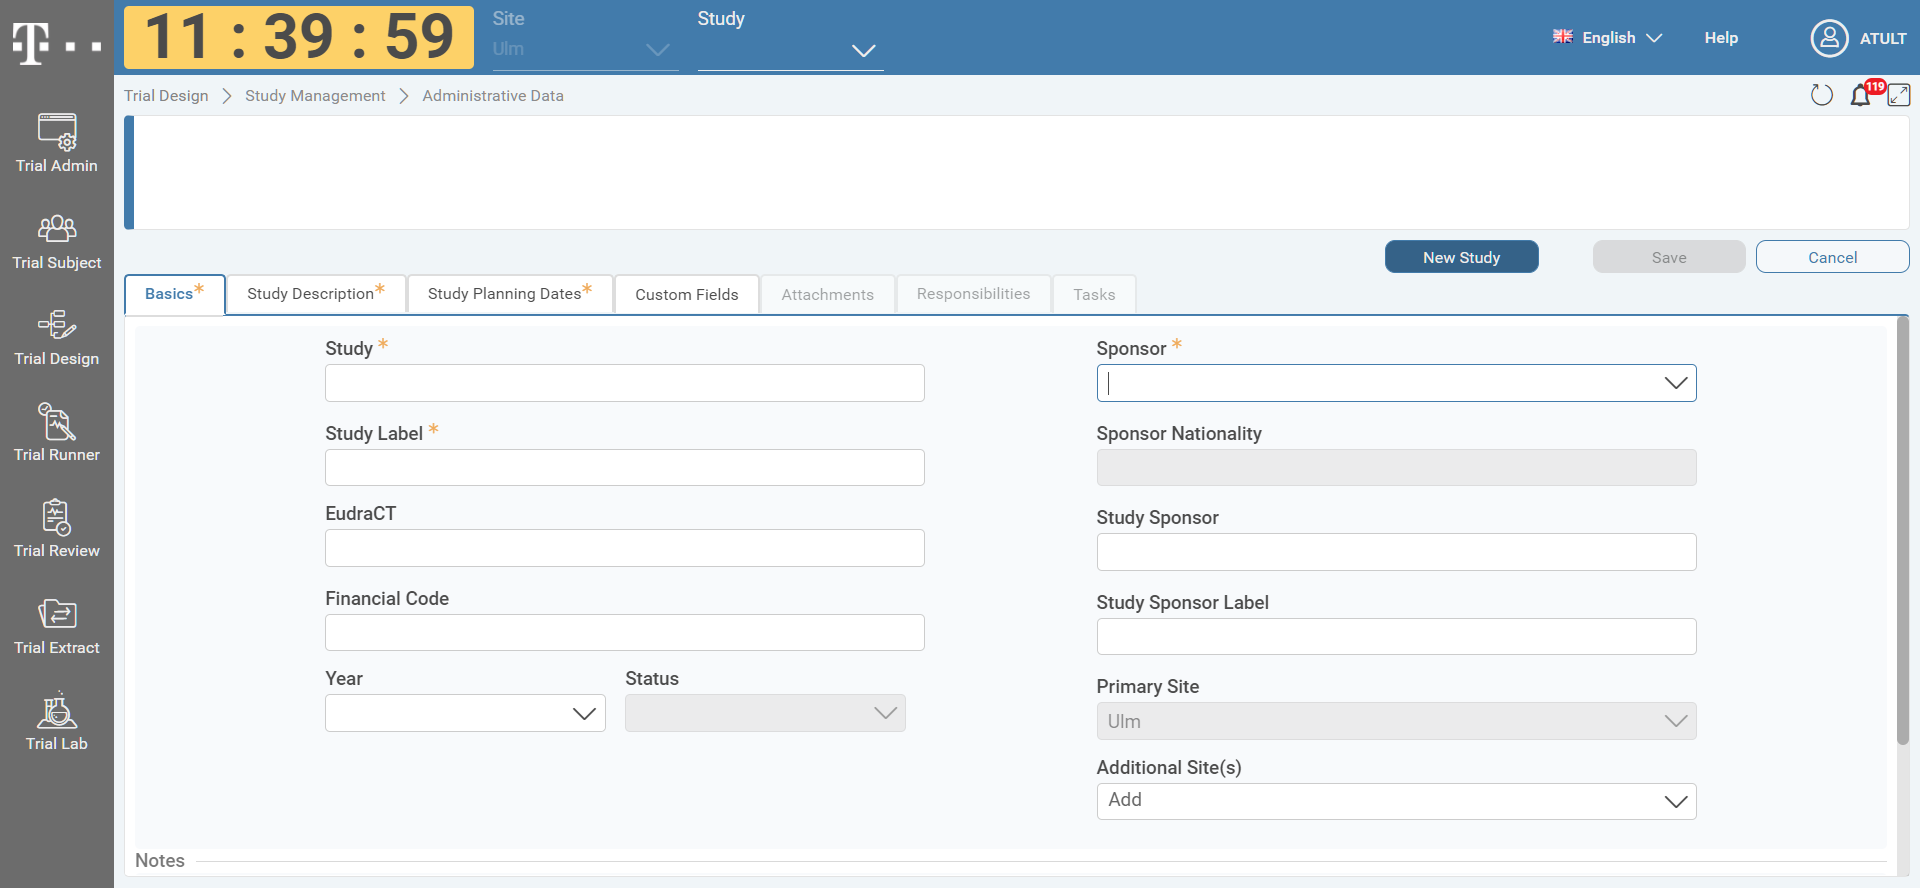 T
11 : 39 : 59
Site
Ulm
Study
English
Help
ATULT
Trial Design
Study Management
Administrative Data
119
Trial Admin
Trial Subject
Trial Design
Trial Runner
Trial Review
Trial Extract
Trial Lab
New Study
Save
Cancel
Basics*
Study Description*
Study Planning Dates*
Custom Fields
Attachments
Responsibilities
Tasks
Study *
Study Label *
EudraCT
Financial Code
Year
Status
Sponsor *
Sponsor Nationality
Study Sponsor
Study Sponsor Label
Primary Site
Ulm
Additional Site(s)
Add
Notes